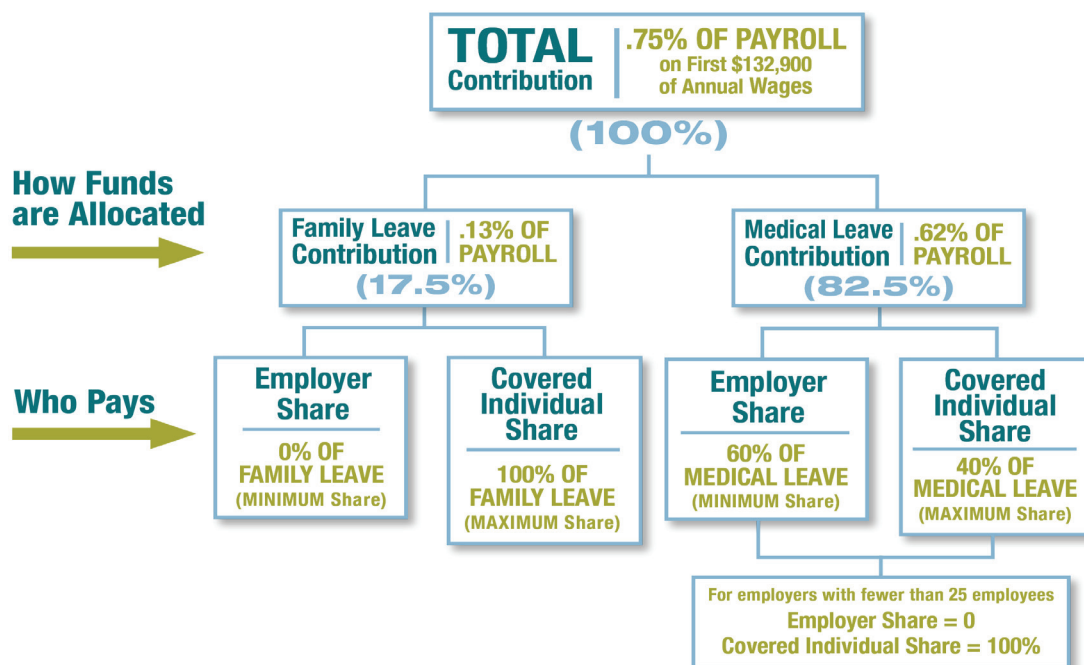 TOTAL
Contribution
.75% OF PAYROLL
on First $132,900
of Annual Wages
(100%)
How Funds
are Allocated
Family Leave
Contribution
.13% OF
PAYROLL
(17.5%)
Medical Leave
Contribution
.62% OF
PAYROLL
(82.5%)
Who Pays
Employer
Share
0% OF
FAMILY LEAVE
(MINIMUM Share)
Covered
Individual
Share
100% OF
FAMILY LEAVE
(MAXIMUM Share)
Employer
Share
60% OF
MEDICAL LEAVE
(MINIMUM Share)
Covered
Individual
Share
40% OF
MEDICAL LEAVE
(MAXIMUM Share)
For employers with fewer than 25 employees
Employer Share = 0
Covered Individual Share = 100%